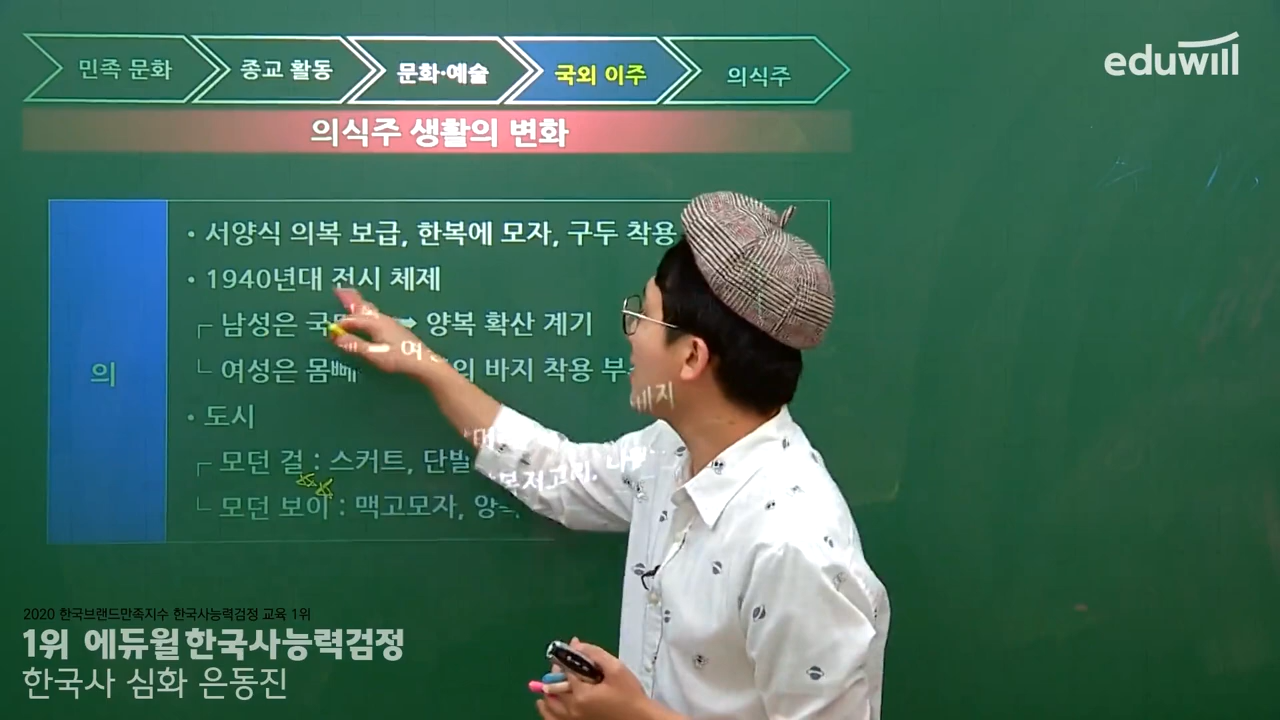 민족 문화
종교 활동
문화·예술
국외 이주
의식주
eduwill
의식주 생활의 변화
의
• 서양식 의복 보급, 한복에 모자, 구두 착용
• 1940년대 전시 체제
┌ 남성은 ➡ 양복 확산 계기
└ 여성은 몸뻬 바지 착용
• 도시
┌ 모던 걸 : 스커트, 단발
└ 모던 보이 : 맥고모자,
2020 한국브랜드만족지수 한국사능력검정 교육 1위
1위 에듀윌 한국사능력검정
한국사 심화 은동진